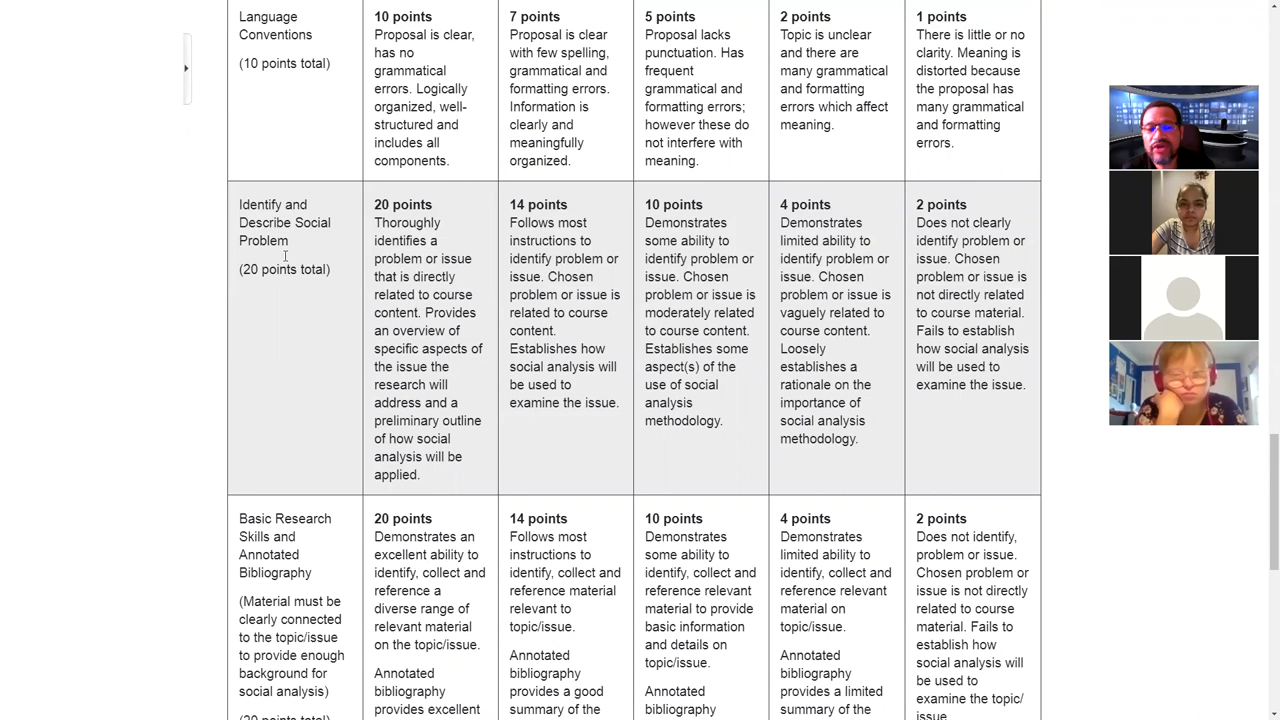 Language
Conventions
(10 points total)
10 points
Proposal is clear,
has no
grammatical
errors. Logically
organized, well-
structured and
includes all
components.
7 points
Proposal is clear
with few spelling,
grammatical and
formatting errors.
Information is
clearly and
meaningfully
organized.
5 points
Proposal lacks
punctuation. Has
frequent
grammatical and
formatting errors;
however these do
not interfere with
meaning.
2 points
Topic is unclear
and there are
many grammatical
and formatting
errors which affect
meaning.
1 points
There is little or no
clarity. Meaning is
distorted because
the proposal has
many grammatical
and formatting
errors.
Identify and
Describe Social
Problem
(20 points total)
20 points
Thoroughly
identifies a
problem or issue
that is directly
related to course
content. Provides
an overview of
specific aspects of
the issue the
research will
address and a
preliminary outline
of how social
analysis will be
applied.
14 points
Follows most
instructions to
identify problem or
issue. Chosen
problem or issue is
related to course
content.
Establishes how
social analysis will
be used to
examine the issue.
10 points
Demonstrates
some ability to
identify problem or
issue. Chosen
problem or issue is
moderately related
to course content.
Establishes some
aspect(s) of the
use of social
analysis
methodology.
4 points
Demonstrates
limited ability to
identify problem or
issue. Chosen
problem or issue is
vaguely related to
course content.
Loosely
establishes a
rationale on the
importance of
social analysis
methodology.
2 points
Does not clearly
identify problem or
issue. Chosen
problem or issue is
not directly related
to course material.
Fails to establish
how social analysis
will be used to
examine the issue.
Basic Research
Skills and
Annotated
Bibliography
(Material must be
clearly connected
to the topic/issue
to provide enough
background for
social analysis)
(20 points total)
20 points
Demonstrates an
excellent ability to
identify, collect and
reference a
diverse range of
relevant material
on the topic/issue.
Annotated
bibliography
provides excellent
14 points
Follows most
instructions to
identify, collect and
reference material
relevant to
topic/issue.
Annotated
bibliography
provides a good
summary of the
10 points
Demonstrates
some ability to
identify, collect and
reference relevant
material to provide
basic information
and details on
topic/issue.
Annotated
bibliography
4 points
Demonstrates
limited ability to
identify, collect and
reference relevant
material on
topic/issue.
Annotated
bibliography
provides a limited
summary of the
2 points
Does not identify,
problem or issue.
Chosen problem or
issue is not directly
related to course
material. Fails to
establish how
social analysis will
be used to
examine the topic/
issue.